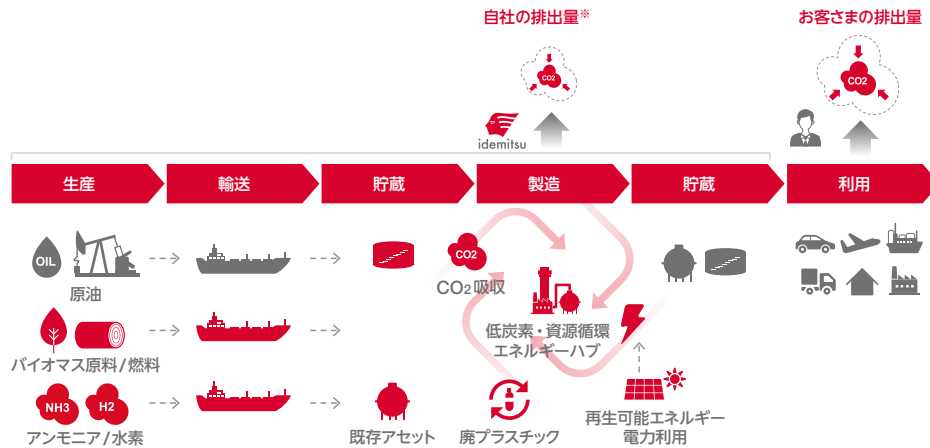 自社の排出量※
お客さまの排出量
CO2
CO2
idemitsu
生産
輸送
貯蔵
製造
貯蔵
利用
OIL
原油
CO2
CO2吸収
低炭素・資源循環
エネルギーハブ
バイオマス原料/燃料
NH3
H2
アンモニア/水素
既存アセット
廃プラスチック
再生可能エネルギー
電力利用